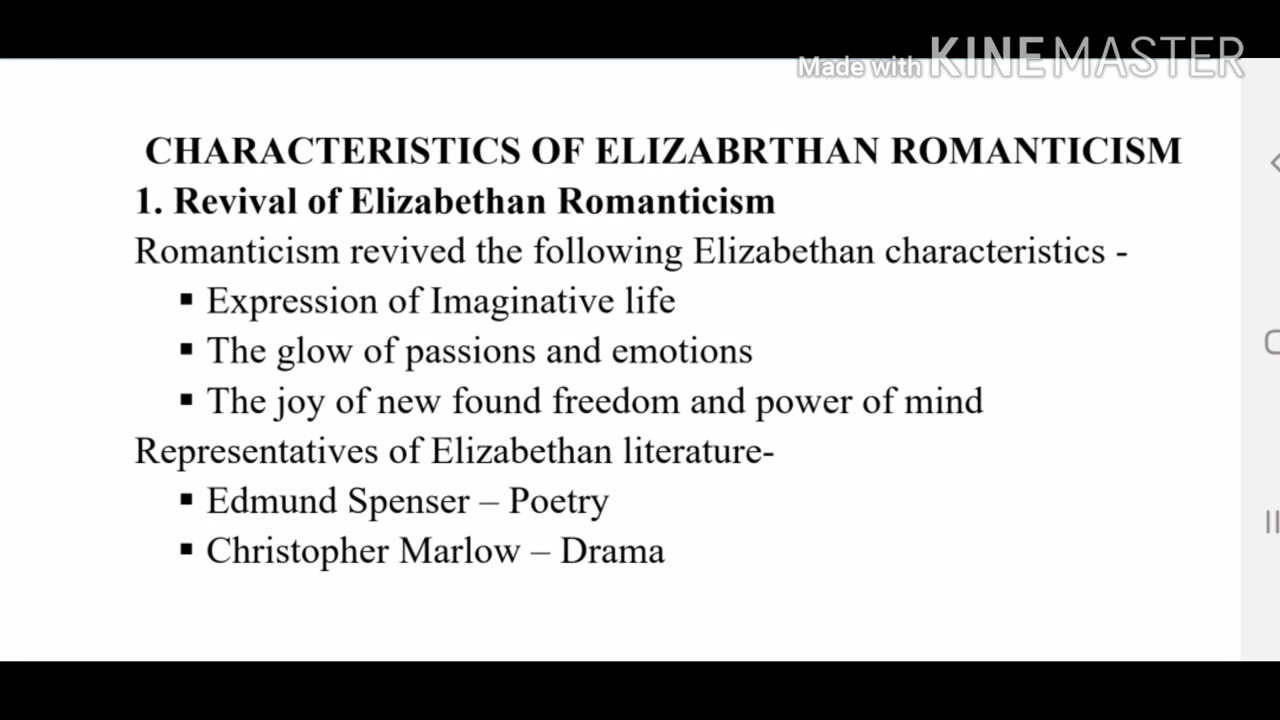 Made with KINEMASTER
CHARACTERISTICS OF ELIZABRTHAN ROMANTICISM
1. Revival of Elizabethan Romanticism
Romanticism revived the following Elizabethan characteristics -
▪ Expression of Imaginative life
▪ The glow of passions and emotions
▪ The joy of new found freedom and power of mind
Representatives of Elizabethan literature-
▪ Edmund Spenser – Poetry
▪ Christopher Marlow – Drama